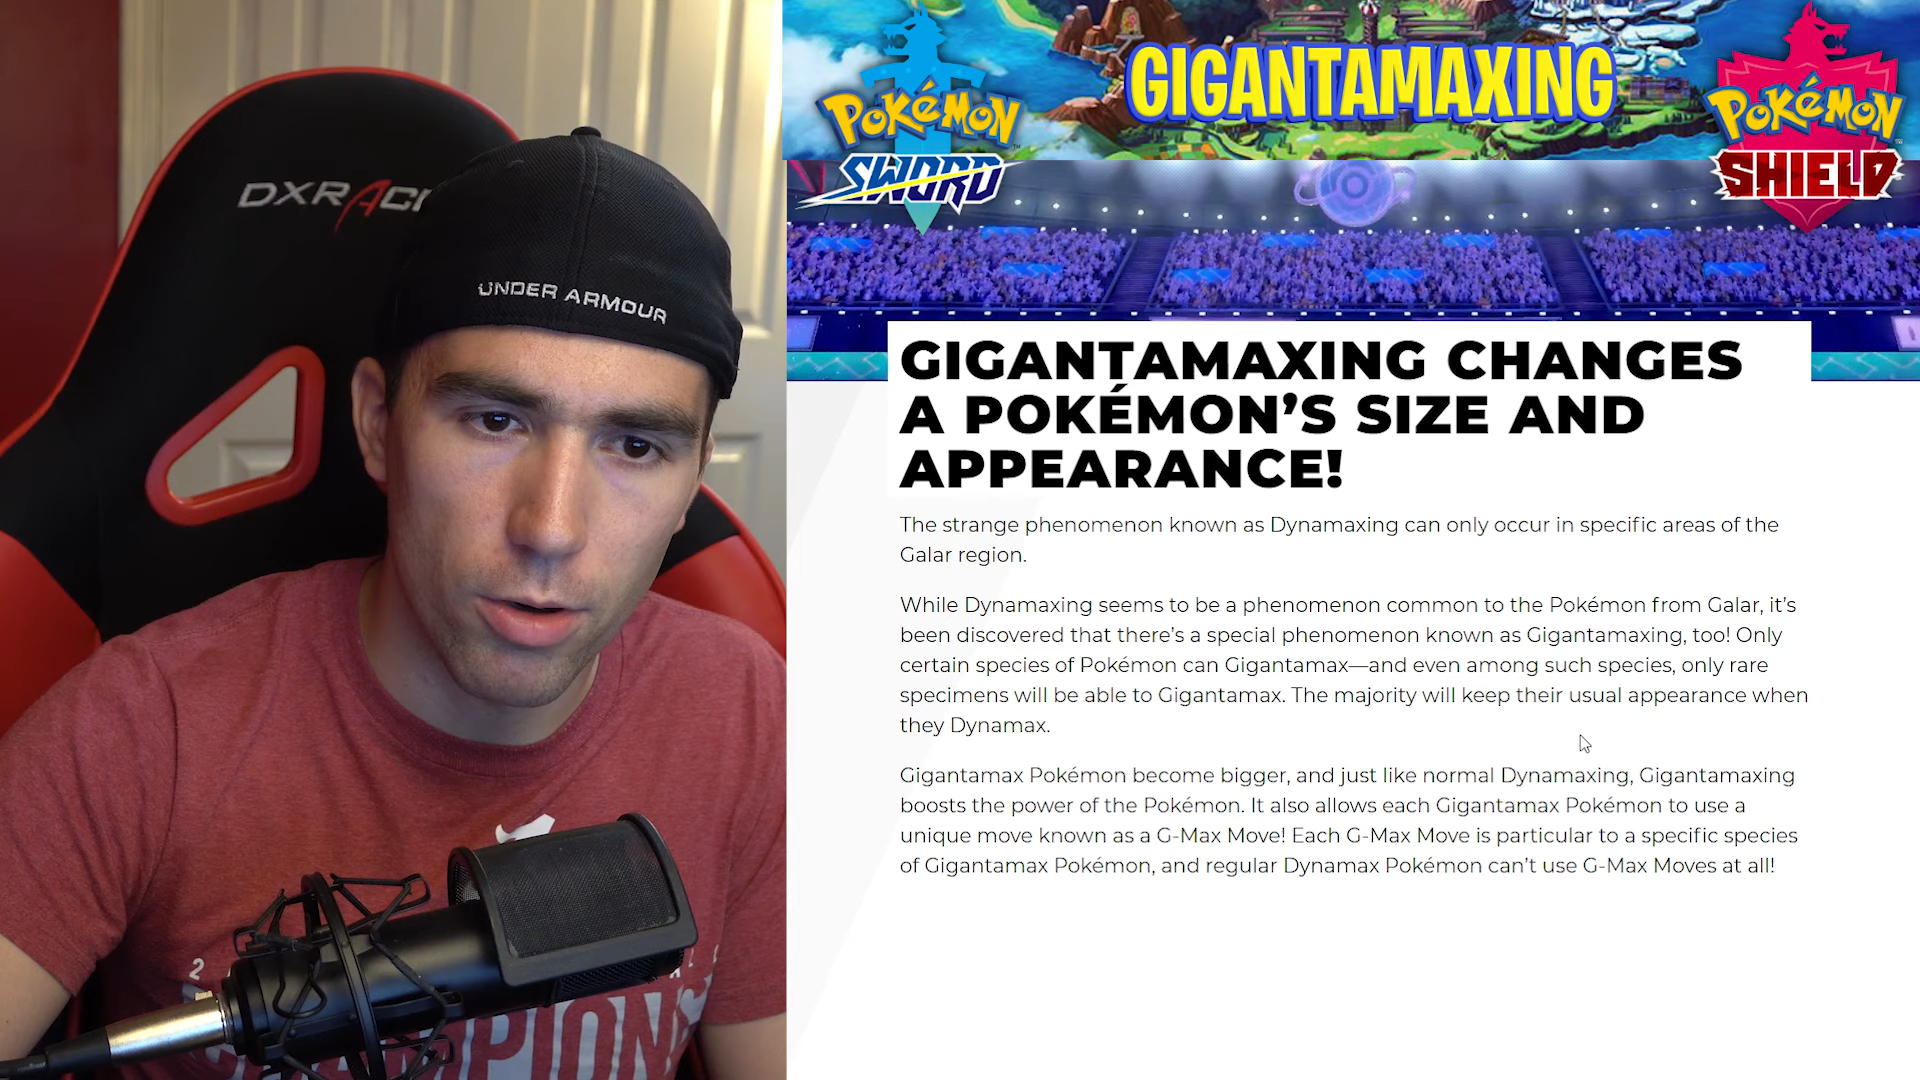 DXRAC
UNDER ARMOUR
Pokémon
SWORD
GIGANTAMAXING
Pokémon
SHIELD
GIGANTAMAXING CHANGES
A POKÉMON’S SIZE AND
APPEARANCE!
The strange phenomenon known as Dynamaxing can only occur in specific areas of the
Galar region.
While Dynamaxing seems to be a phenomenon common to the Pokémon from Galar, it’s
been discovered that there’s a special phenomenon known as Gigantamaxing, too! Only
certain species of Pokémon can Gigantamax—and even among such species, only rare
specimens will be able to Gigantamax. The majority will keep their usual appearance when
they Dynamax.
Gigantamax Pokémon become bigger, and just like normal Dynamaxing, Gigantamaxing
boosts the power of the Pokémon. It also allows each Gigantamax Pokémon to use a
unique move known as a G-Max Move! Each G-Max Move is particular to a specific species
of Gigantamax Pokémon, and regular Dynamax Pokémon can’t use G-Max Moves at all!